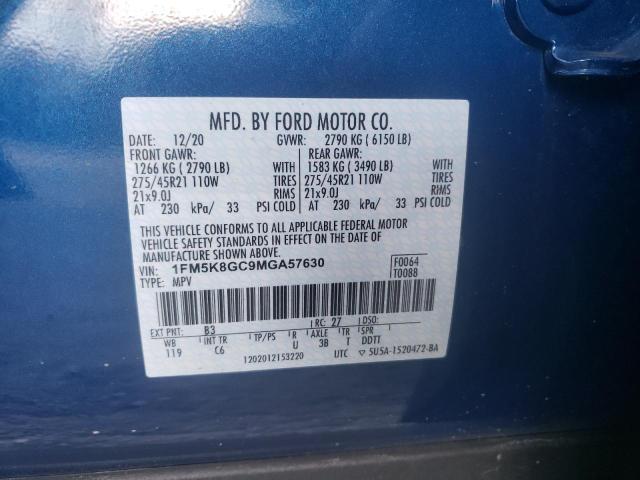 MFD. BY FORD MOTOR CO.
DATE: 12/20 GVWR: 2790 KG ( 6150 LB)
FRONT GAWR: REAR GAWR:
1266 KG ( 2790 LB) WITH 1583 KG ( 3490 LB) WITH
275/45R21 110W TIRES 275/45R21 110W TIRES
21x9.0J RIMS 21x9.0J RIMS
AT 230 kPa/ 33 PSI COLD AT 230 kPa/ 33 PSI COLD
THIS VEHICLE CONFORMS TO ALL APPLICABLE FEDERAL MOTOR
VEHICLE SAFETY STANDARDS IN EFFECT ON THE DATE OF
MANUFACTURE SHOWN ABOVE.
VIN: 1FM5K8GC9MGA57630 F0064
TYPE: MPV T0088
EXT PNT: B3 RC: 27 DSO:
WB INT TR TP/PS R AXLE TR SPR
119 C6 U 3B T DDTT
1202012153220 UTC ▽ 5U5A-1520472-BA